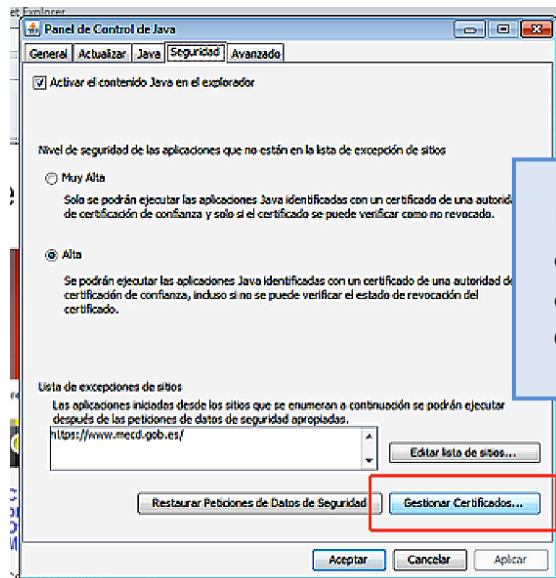 et Explorer
Panel de Control de Java
General Actualizar Java Seguridad Avanzado
Activar el contenido Java en el explorador
Nivel de seguridad de las aplicaciones que no están en la lista de excepción de sitios
Muy Alta
Solo se podrán ejecutar las aplicaciones Java identificadas con un certificado de una autorid
de certificación de confianza y solo si el certificado se puede verificar como no revocado.
Alta
Se podrán ejecutar las aplicaciones Java identificadas con un certificado de una autoridad de
certificación de confianza, incluso si no se puede verificar el estado de revocación del
certificado.
Lista de excepciones de sitios
Las aplicaciones iniciadas desde los sitios que se enumeran a continuación se podrán ejecutar
después de las peticiones de datos de seguridad apropiadas.
https://www.mecd.gob.es/
Editar lista de sitios...
Restaurar Peticiones de Datos de Seguridad Gestionar Certificados...
Aceptar Cancelar Aplicar